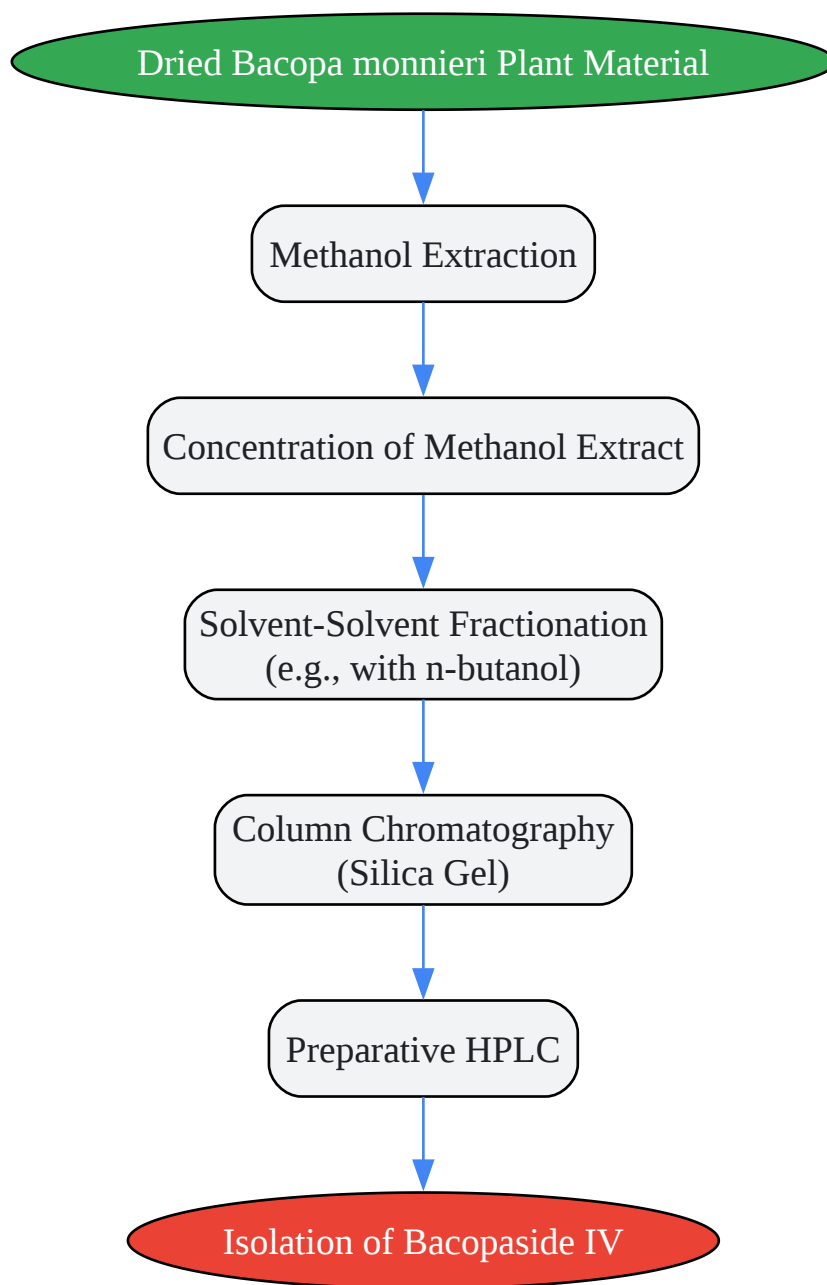 Dried Bacopa monnieri Plant Material
Methanol Extraction
Concentration of Methanol Extract
Solvent-Solvent Fractionation
(e.g., with n-butanol)
Column Chromatography
(Silica Gel)
Preparative HPLC
Isolation of Bacopaside IV